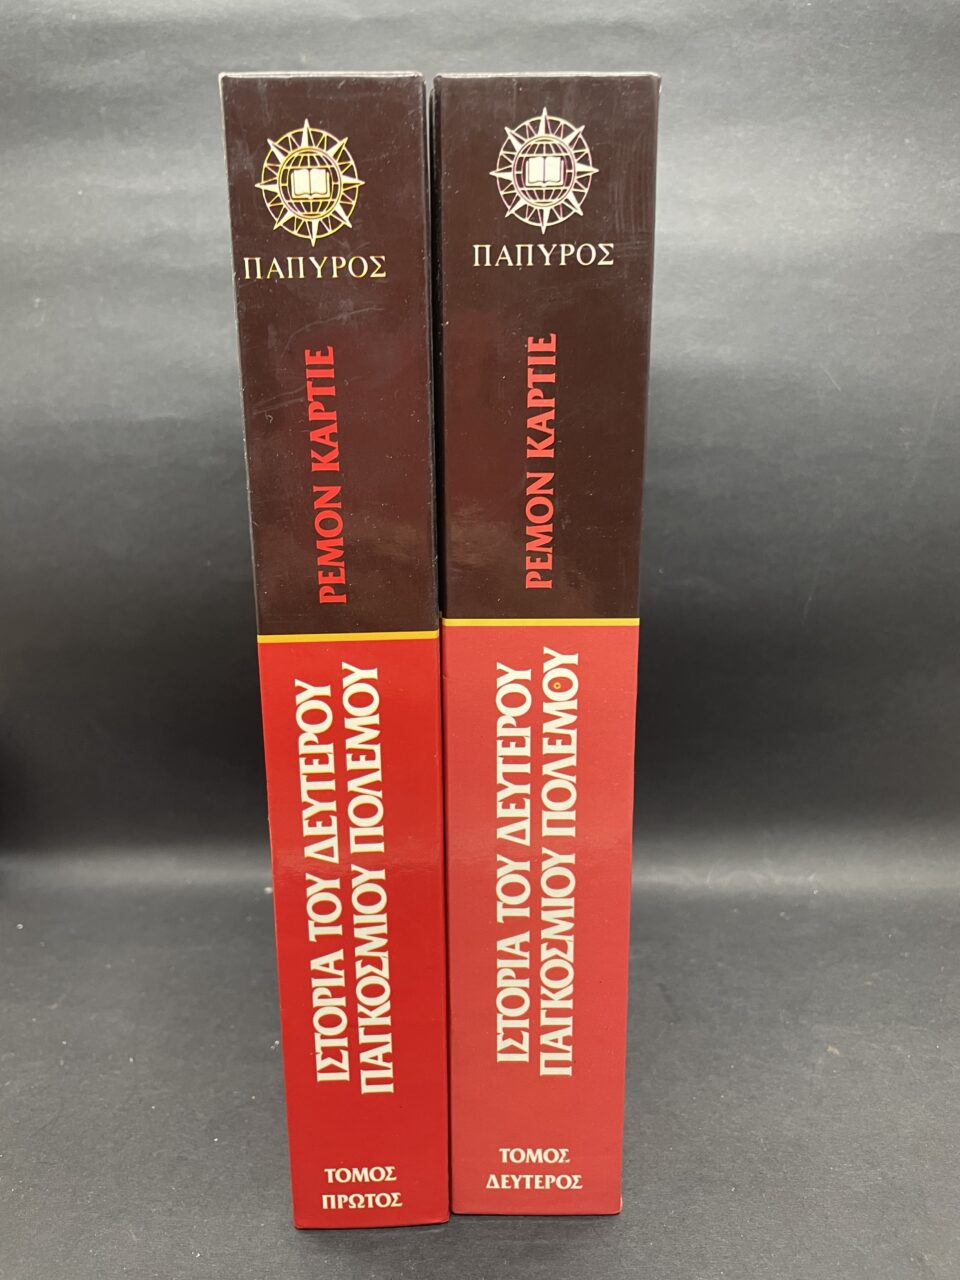 ΠΑΠΥΡΟΣ
ΡΕΜΟΝ ΚΑΡΤΙΕ
ΙΣΤΟΡΙΑ ΤΟΥ ΔΕΥΤΕΡΟΥ
ΠΑΓΚΟΣΜΙΟΥ ΠΟΛΕΜΟΥ
ΤΟΜΟΣ
ΠΡΩΤΟΣ
ΠΑΠΥΡΟΣ
ΡΕΜΟΝ ΚΑΡΤΙΕ
ΙΣΤΟΡΙΑ ΤΟΥ ΔΕΥΤΕΡΟΥ
ΠΑΓΚΟΣΜΙΟΥ ΠΟΛΕΜΟΥ
ΤΟΜΟΣ
ΔΕΥΤΕΡΟΣ